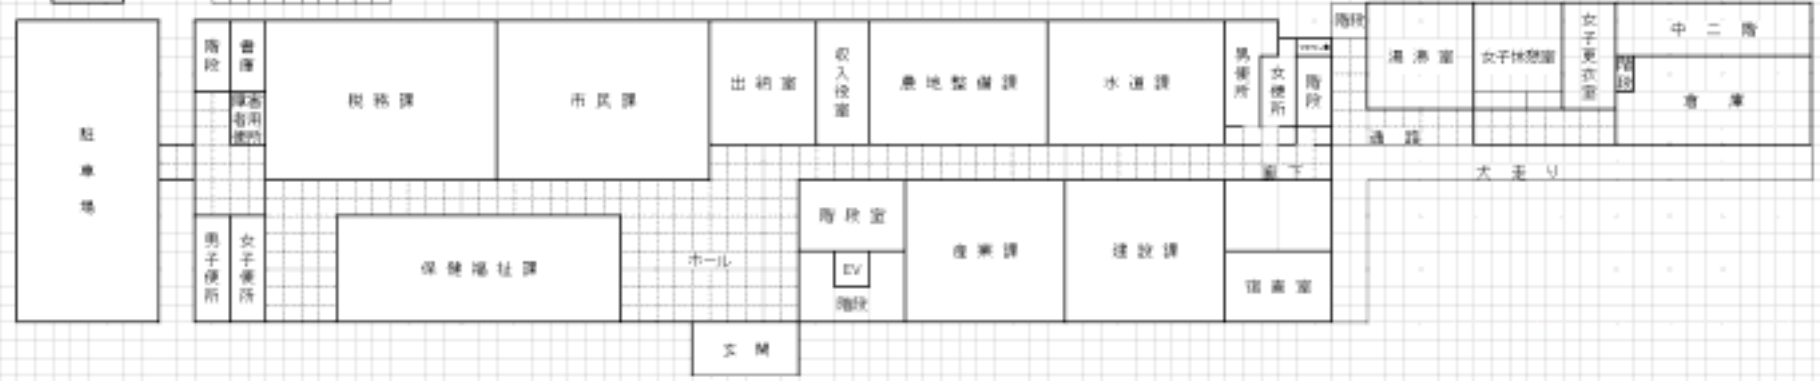 駐車場
階段
書庫
障害者用便所
税務課
市民課
出納室
収入役室
農地整備課
水道課
男便所
女便所
階段
階段
湯沸室
女子休憩室
女子更衣室
中二階
階段
倉庫
通路
廊下
犬走り
男子便所
女子便所
保健福祉課
ホール
階段室
EV
階段
産業課
建設課
宿直室
玄関